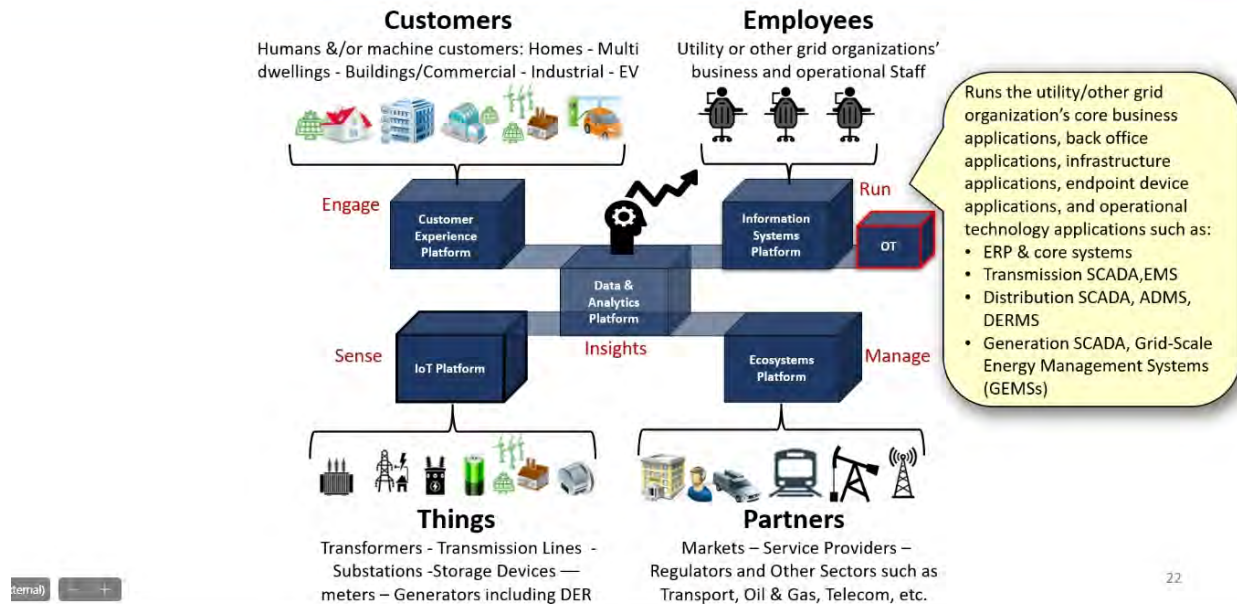 Customers
Humans &/or machine customers: Homes - Multi
dwellings - Buildings/Commercial - Industrial - EV
Employees
Utility or other grid organizations'
business and operational Staff
Runs the utility/other grid
organization's core business
applications, back office
applications, infrastructure
applications, endpoint device
applications, and operational
technology applications such as:
• ERP & core systems
• Transmission SCADA,EMS
• Distribution SCADA, ADMS,
DERMS
• Generation SCADA, Grid-Scale
Energy Management Systems
(GEMSs)
Engage
Customer
Experience
Platform
Run
Information
Systems
Platform
OT
Data &
Analytics
Platform
Insights
Sense
IoT Platform
Ecosystems
Platform
Manage
Things
Transformers - Transmission Lines -
Substations -Storage Devices —
meters – Generators including DER
Partners
Markets – Service Providers –
Regulators and Other Sectors such as
Transport, Oil & Gas, Telecom, etc.
22